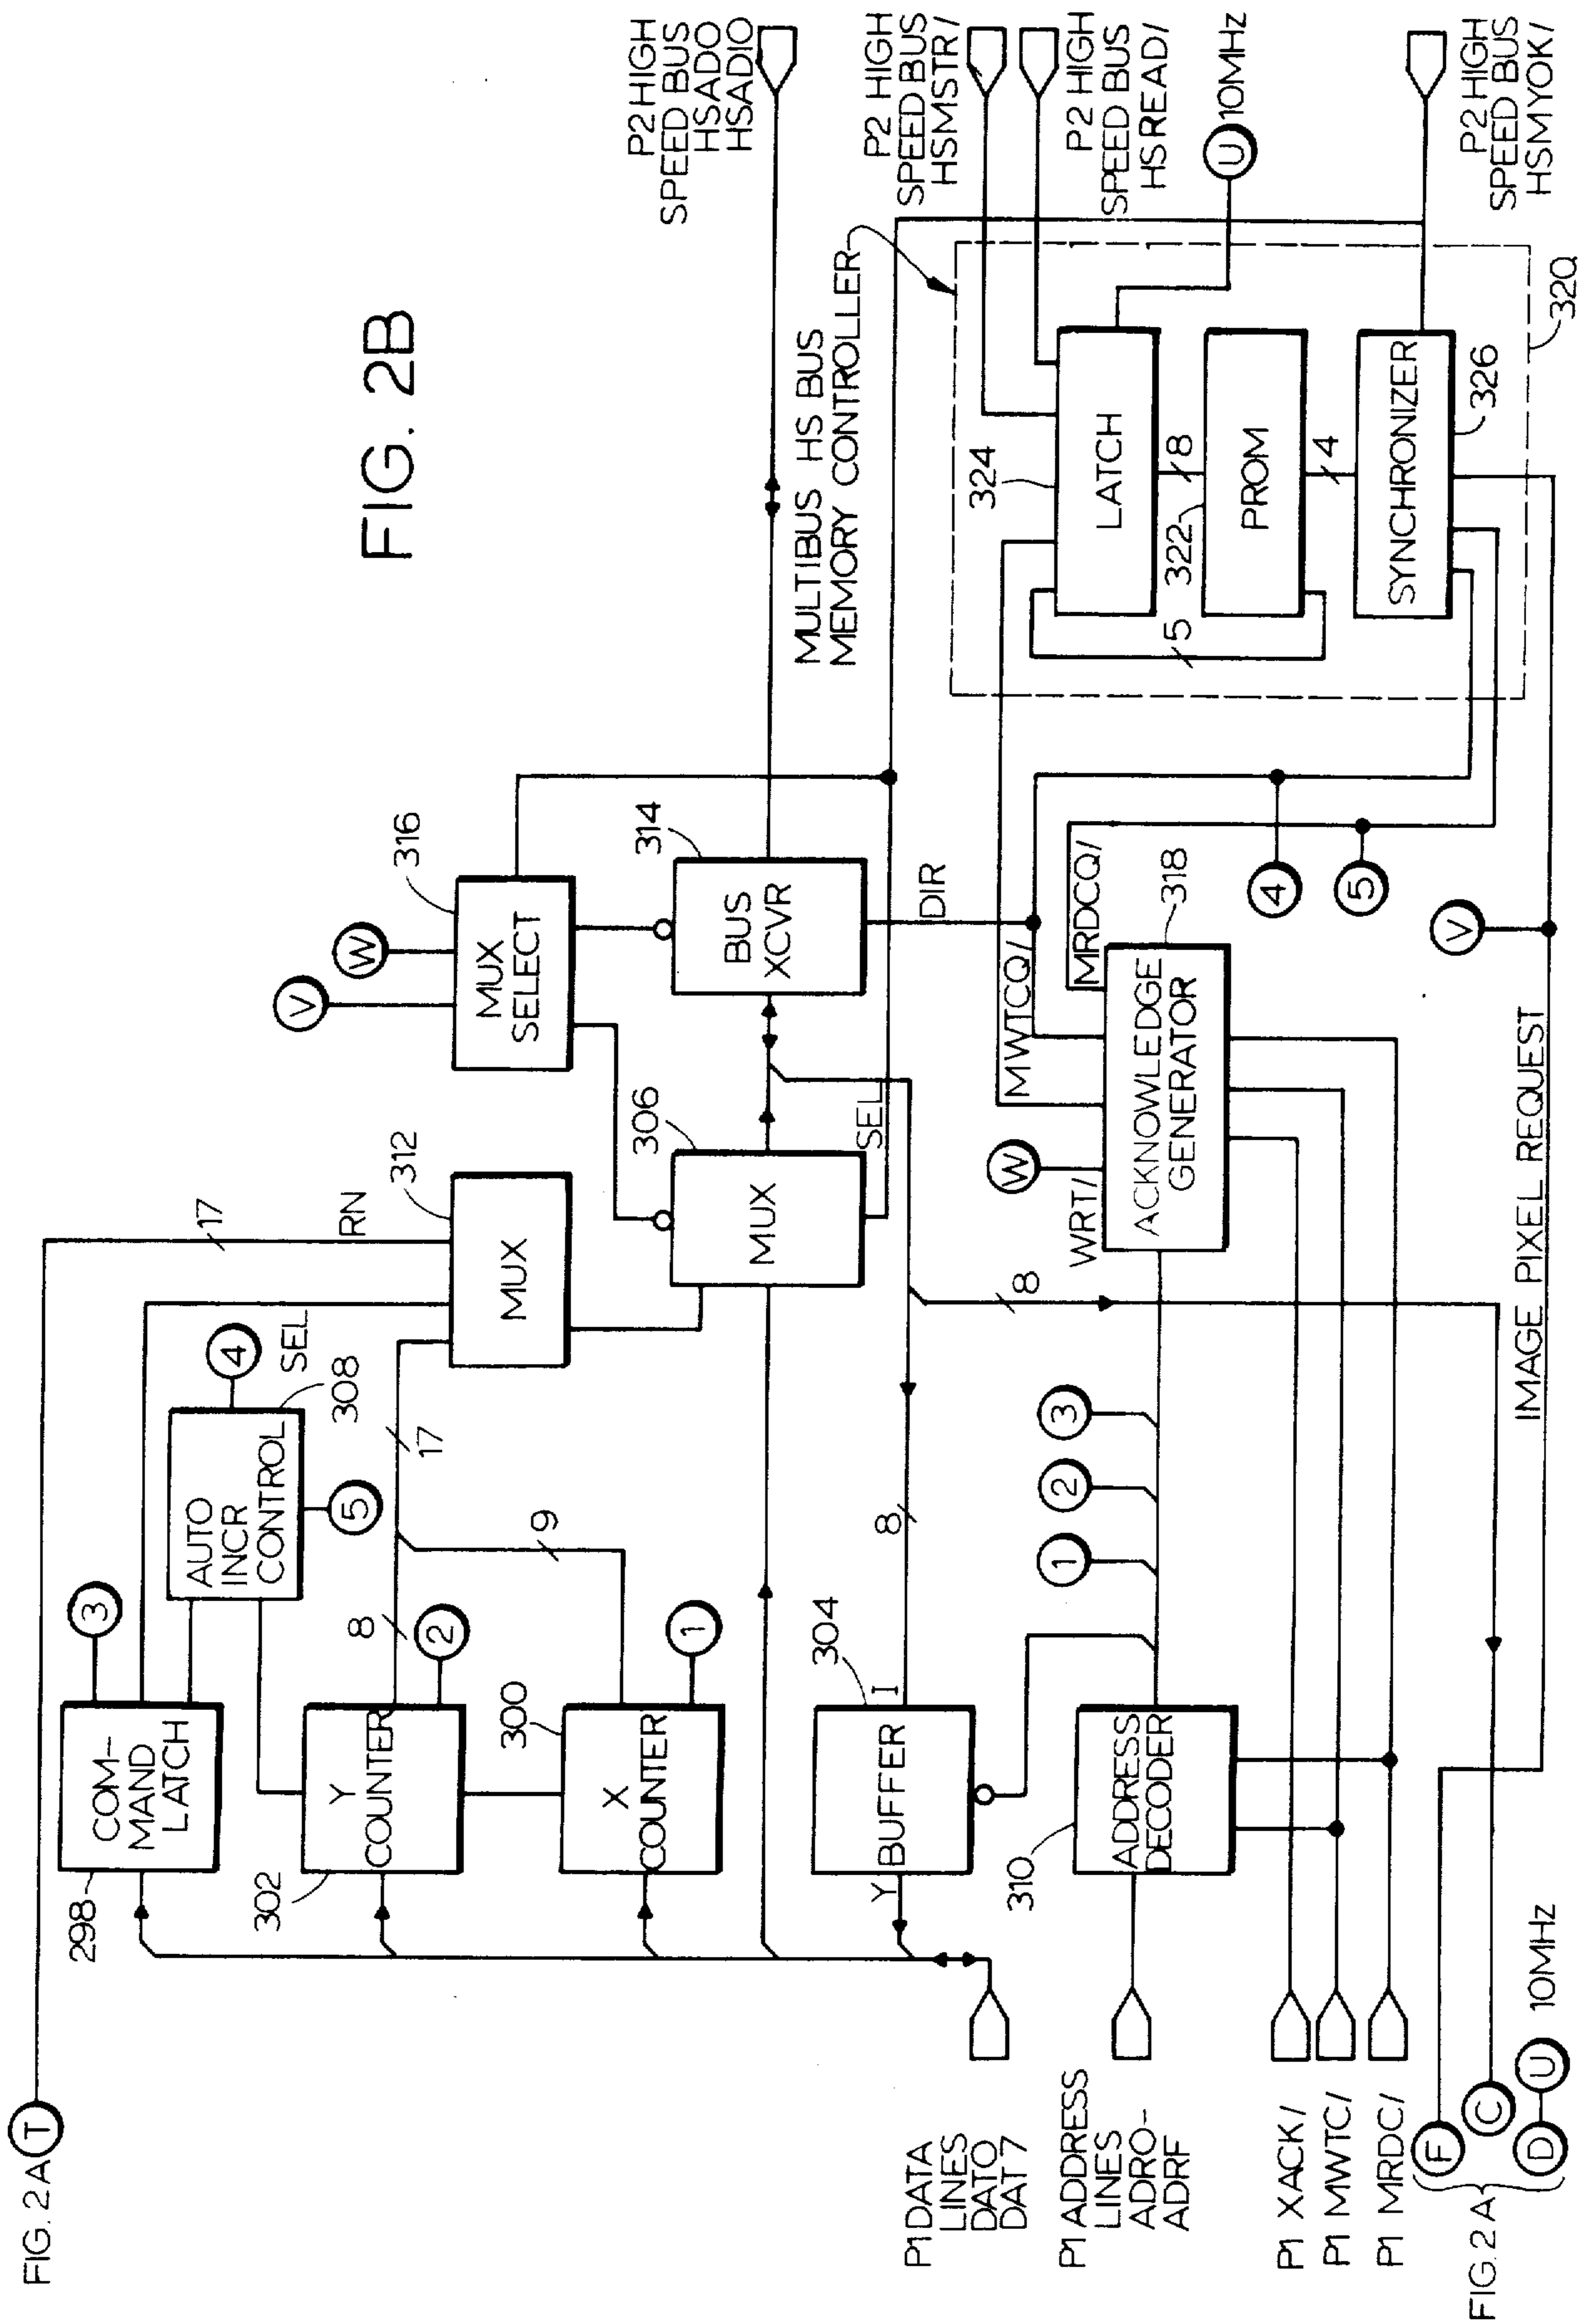 FIG. 2B
FIG. 2A
T
17
RN
3
COM-
MAND
LATCH
298
AUTO
INCR
CONTROL
4
SEL
308
5
Y
COUNTER
302
8
2
17
9
X
COUNTER
300
1
MUX
312
V
W
MUX
SELECT
316
MUX
306
SEL
BUS
XCVR
314
DIR
P2 HIGH
SPEED BUS
HSADO
HSADIO
BUFFER
304
Y
I
8
8
P1 DATA
LINES
DATO
DAT 7
ADDRESS
DECODER
310
1
2
3
P1 ADDRESS
LINES
ADRO-
ADRF
W
WRT/
MWTCQ/
MRDCQ/
ACKNOWLEDGE
GENERATOR
318
4
5
V
MULTIBUS HS BUS
MEMORY CONTROLLER
P2 HIGH
SPEED BUS
HSMSTR/
P2 HIGH
SPEED BUS
HSREAD/
U
10MHz
324
LATCH
8
5
322
PROM
4
SYNCHRONIZER
326
320
P2 HIGH
SPEED BUS
HSMYOK/
P1 XACK/
P1 MWTC/
P1 MRDC/
IMAGE PIXEL REQUEST
FIG. 2A
F
C
D
U
10MHz